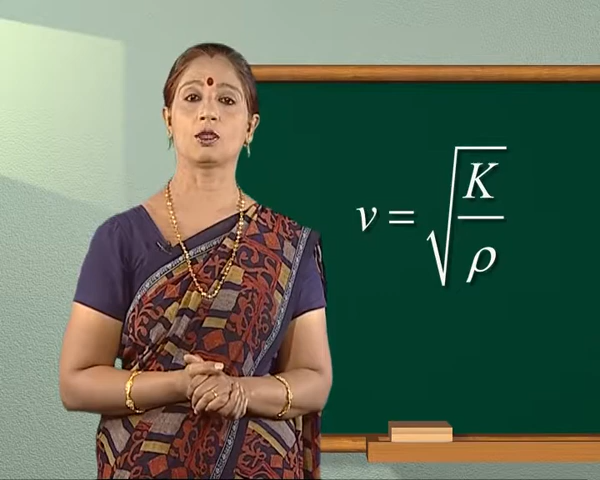 v = √(K/ρ)